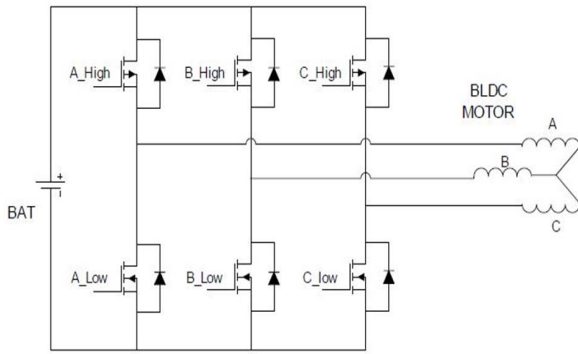 A_High
B_High
C_High
BLDC
MOTOR
A
B
C
+
BAT
A_Low
B_Low
C_low